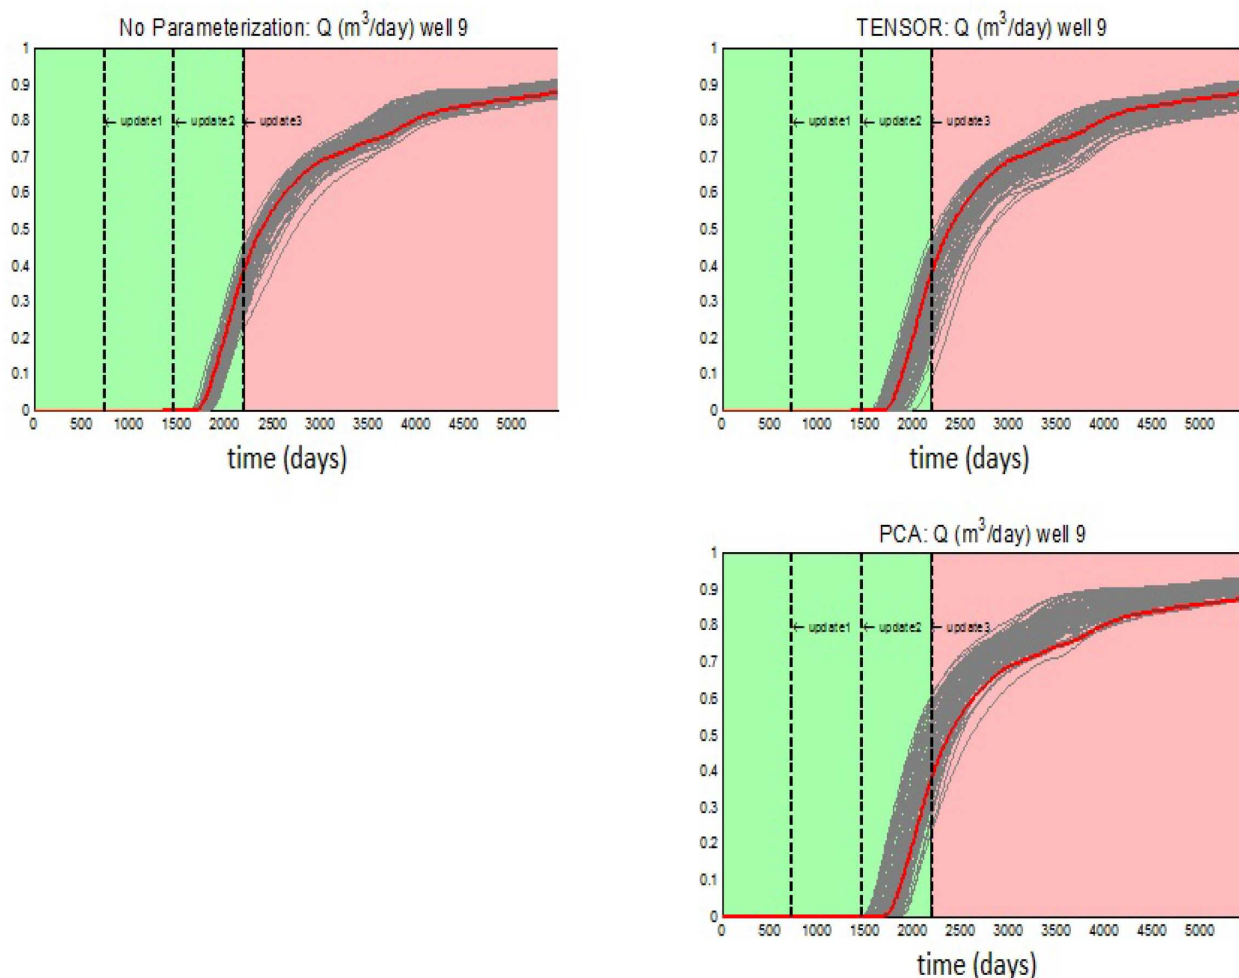 No Parameterization: Q (m³/day) well 9
1
0.9
0.8
0.7
0.6
0.5
0.4
0.3
0.2
0.1
0
← update1
← update2
← update3
0 500 1000 1500 2000 2500 3000 3500 4000 4500 5000
time (days)
TENSOR: Q (m³/day) well 9
1
0.9
0.8
0.7
0.6
0.5
0.4
0.3
0.2
0.1
0
← update1
← update2
← update3
0 500 1000 1500 2000 2500 3000 3500 4000 4500 5000
time (days)
PCA: Q (m³/day) well 9
1
0.9
0.8
0.7
0.6
0.5
0.4
0.3
0.2
0.1
0
← update1
← update2
← update3
0 500 1000 1500 2000 2500 3000 3500 4000 4500 5000
time (days)